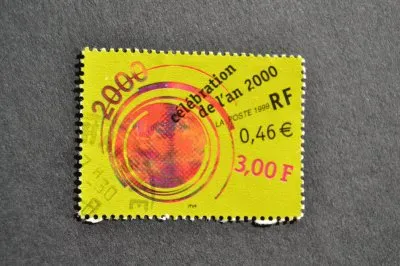 2000
célébration
de l'an 2000
LA POSTE 1999 RF
0,46 €
3,00 F